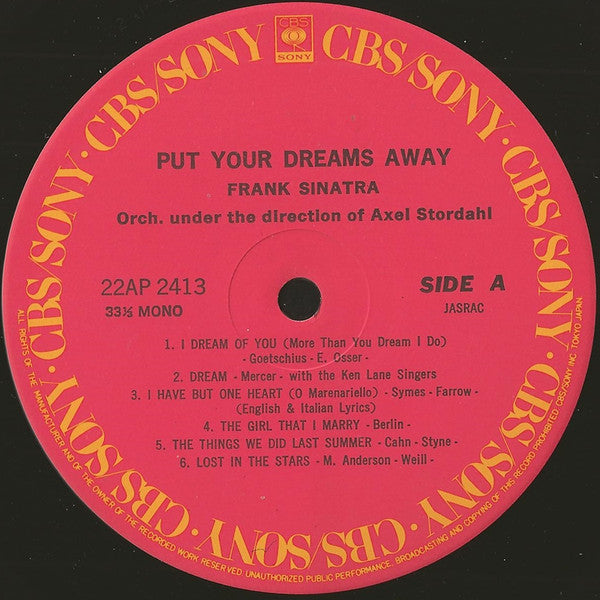 CBS
SONY
CBS/SONY · CBS/SONY · CBS/SONY · CBS/SONY · CBS/SONY · CBS/SONY · CBS/SONY
PUT YOUR DREAMS AWAY
FRANK SINATRA
Orch. under the direction of Axel Stordahl
22AP 2413
33⅓ MONO
SIDE A
JASRAC
1. I DREAM OF YOU (More Than You Dream I Do)
- Goetschius - E. Osser -
2. DREAM - Mercer - with the Ken Lane Singers
3. I HAVE BUT ONE HEART (O Marenariello) - Symes - Farrow -
(English & Italian Lyrics)
4. THE GIRL THAT I MARRY - Berlin -
5. THE THINGS WE DID LAST SUMMER - Cahn - Styne -
6. LOST IN THE STARS - M. Anderson - Weill -
ALL RIGHTS OF THE MANUFACTURER AND OF THE OWNER OF THE RECORDED WORK RESERVED. UNAUTHORIZED PUBLIC PERFORMANCE, BROADCASTING AND COPYING OF THIS RECORD PROHIBITED. CBS/SONY INC. TOKYO JAPAN.